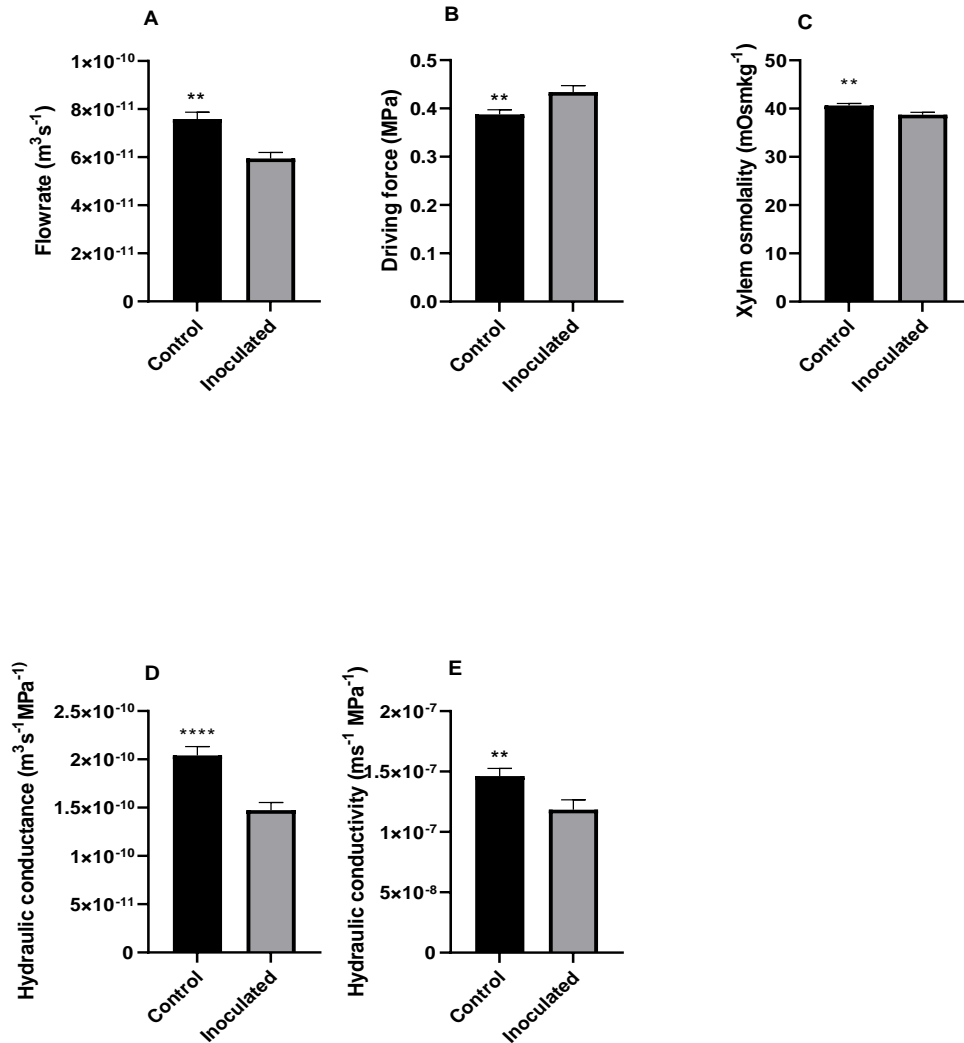 A
Flowrate (m³s⁻¹)
1×10⁻¹⁰
8×10⁻¹¹
6×10⁻¹¹
4×10⁻¹¹
2×10⁻¹¹
0
**
Control
Inoculated
B
Driving force (MPa)
0.5
0.4
0.3
0.2
0.1
0.0
**
Control
Inoculated
C
Xylem osmolality (mOsmkg⁻¹)
50
40
30
20
10
0
**
Control
Inoculated
D
Hydraulic conductance (m³s⁻¹MPa⁻¹)
2.5×10⁻¹⁰
2×10⁻¹⁰
1.5×10⁻¹⁰
1×10⁻¹⁰
5×10⁻¹¹
0
****
Control
Inoculated
E
Hydraulic conductivity (ms⁻¹ MPa⁻¹)
2×10⁻⁷
1.5×10⁻⁷
1×10⁻⁷
5×10⁻⁸
0
**
Control
Inoculated